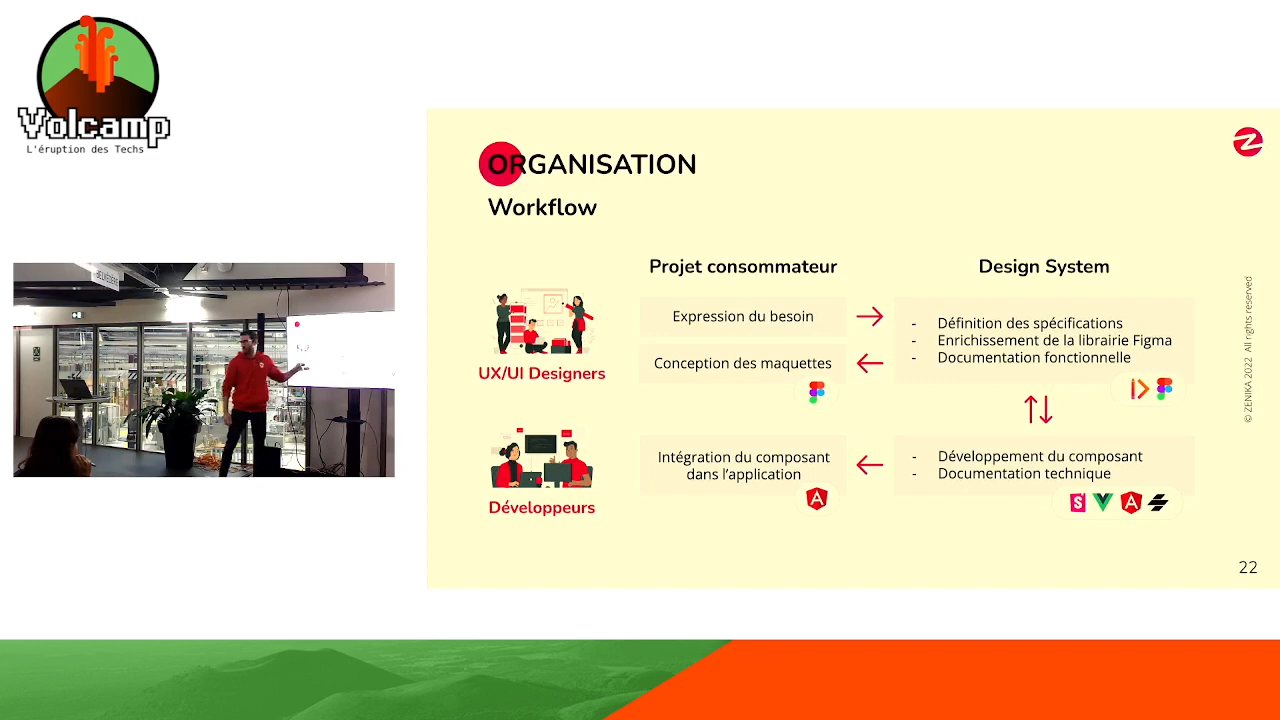 Volcamp
L'éruption des Techs
BELVÉDÈRE
ORGANISATION
Workflow
Projet consommateur
Design System
Expression du besoin
Conception des maquettes
- Définition des spécifications
- Enrichissement de la librairie Figma
- Documentation fonctionnelle
UX/UI Designers
Intégration du composant
dans l'application
- Développement du composant
- Documentation technique
Développeurs
© ZENIKA 2022 All rights reserved
22